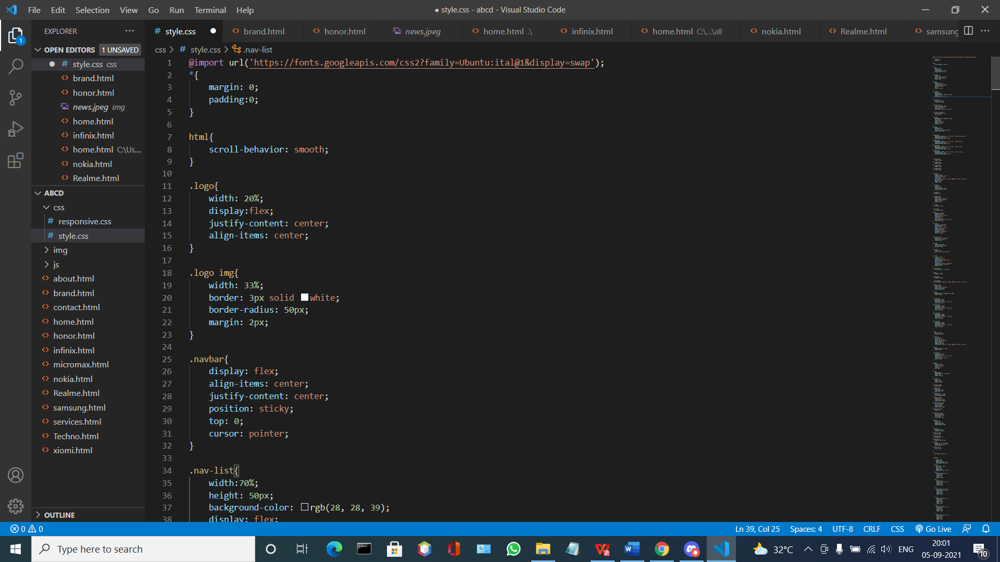 File Edit Selection View Go Run Terminal Help
● style.css - abcd - Visual Studio Code
EXPLORER
OPEN EDITORS 1 UNSAVED
style.css css
brand.html
honor.html
news.jpeg img
home.html
infinix.html
home.html C:\Us...
nokia.html
Realme.html
ABCD
css
responsive.css
style.css
img
js
about.html
brand.html
contact.html
home.html
honor.html
infinix.html
micromax.html
nokia.html
Realme.html
samsung.html
services.html
Techno.html
xiomi.html
OUTLINE
style.css brand.html honor.html news.jpeg home.html .\ infinix.html home.html C:\...\all nokia.html Realme.html samsung
css > # style.css > .nav-list
1 @import url('https://fonts.googleapis.com/css2?family=Ubuntu:ital@1&display=swap');
2 *{
3 margin: 0;
4 padding:0;
5 }
6
7 html{
8 scroll-behavior: smooth;
9 }
10
11 .logo{
12 width: 20%;
13 display:flex;
14 justify-content: center;
15 align-items: center;
16 }
17
18 .logo img{
19 width: 33%;
20 border: 3px solid white;
21 border-radius: 50px;
22 margin: 2px;
23 }
24
25 .navbar{
26 display: flex;
27 align-items: center;
28 justify-content: center;
29 position: sticky;
30 top: 0;
31 cursor: pointer;
32 }
33
34 .nav-list{
35 width:70%;
36 height: 50px;
37 background-color: rgb(28, 28, 39);
38 display: flex;
0 0
Ln 39, Col 25 Spaces: 4 UTF-8 CRLF CSS Go Live
Type here to search
32°C ENG 20:01
05-09-2021
10